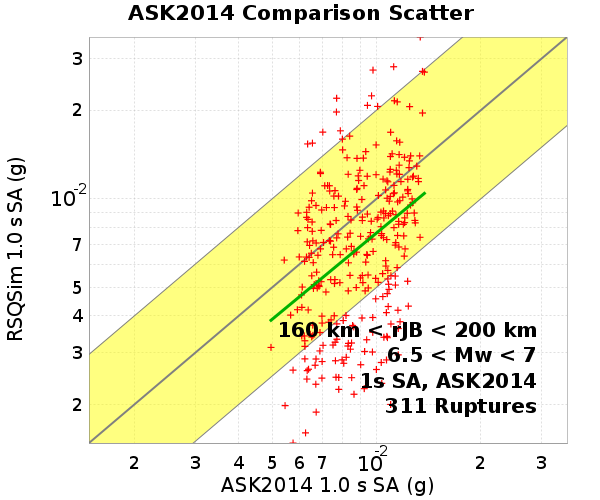 ASK2014 Comparison Scatter
RSQSim 1.0 s SA (g)
3
2
10-2
7
5
4
3
2
160 km < rJB < 200 km
6.5 < Mw < 7
1s SA, ASK2014
311 Ruptures
2 3 4 5 6 7 10-2 2 3
ASK2014 1.0 s SA (g)